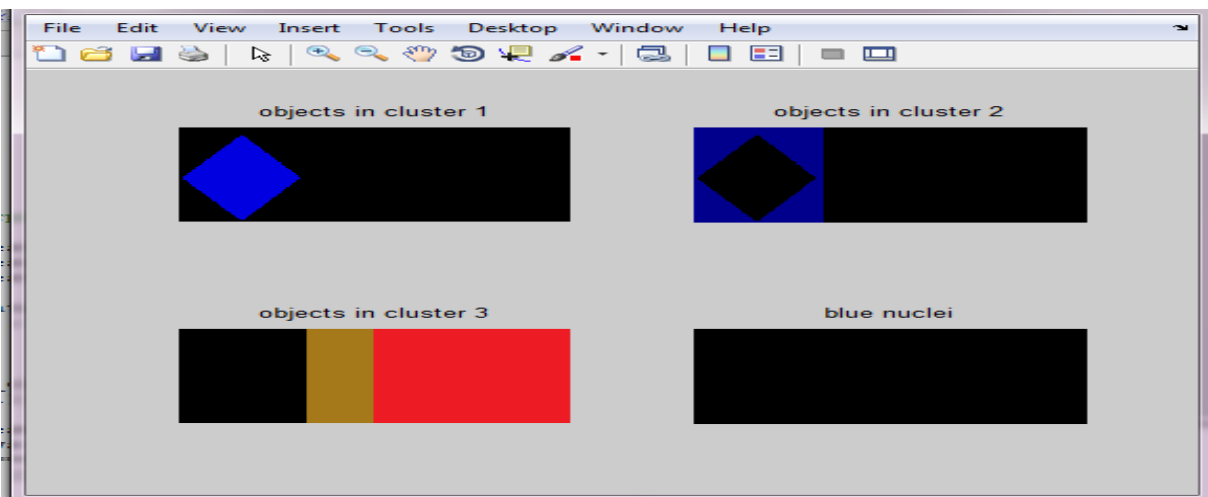 File Edit View Insert Tools Desktop Window Help
objects in cluster 1
objects in cluster 2
objects in cluster 3
blue nuclei